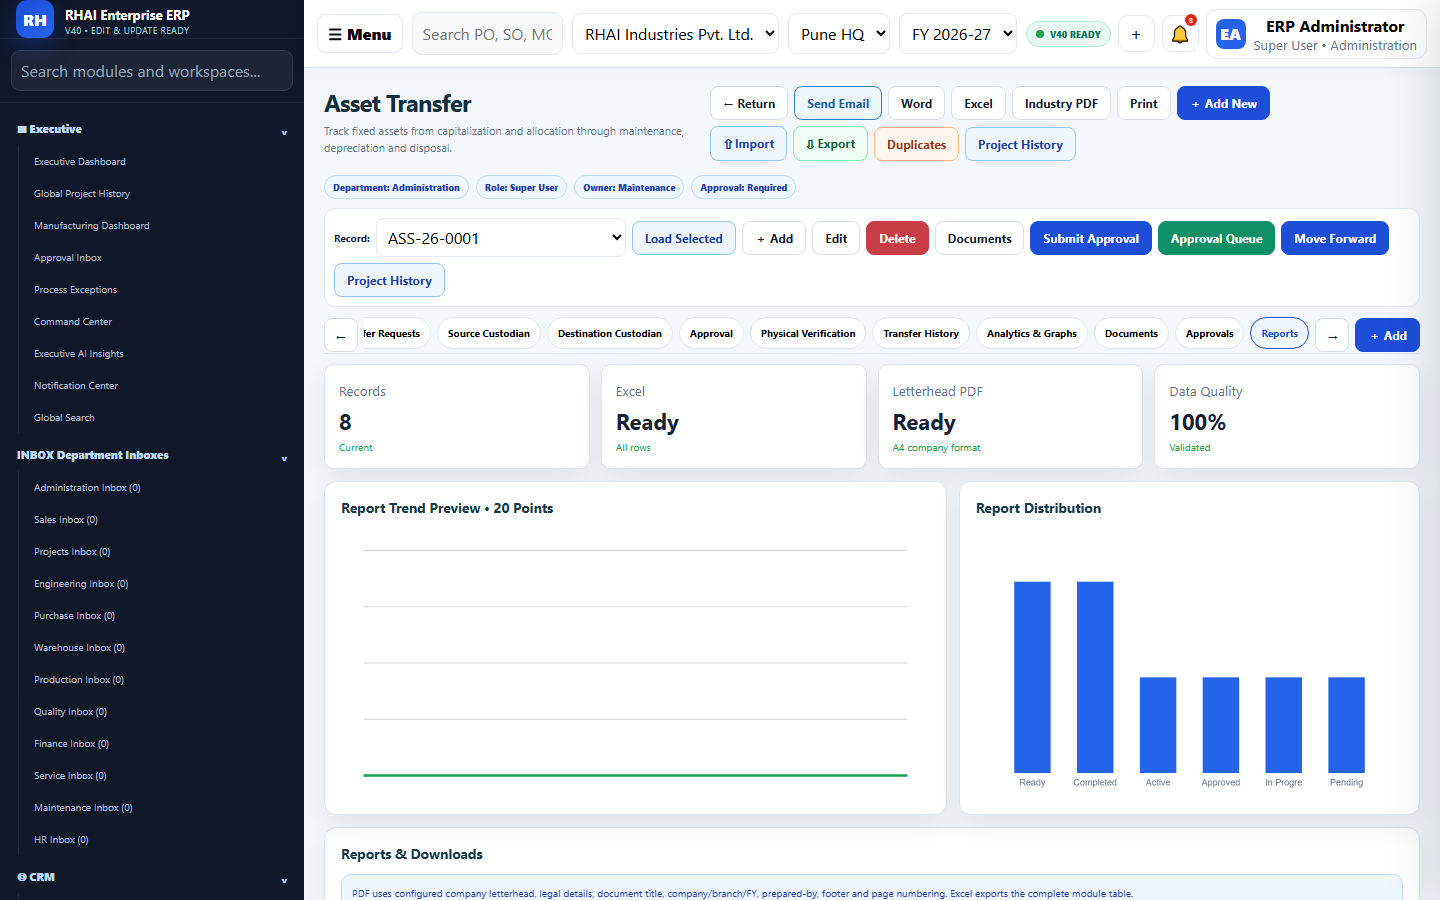 RH
RHAI Enterprise ERP
V40 • EDIT & UPDATE READY
Search modules and workspaces...
Executive
Executive Dashboard
Global Project History
Manufacturing Dashboard
Approval Inbox
Process Exceptions
Command Center
Executive AI Insights
Notification Center
Global Search
INBOX Department Inboxes
Administration Inbox (0)
Sales Inbox (0)
Projects Inbox (0)
Engineering Inbox (0)
Purchase Inbox (0)
Warehouse Inbox (0)
Production Inbox (0)
Quality Inbox (0)
Finance Inbox (0)
Service Inbox (0)
Maintenance Inbox (0)
HR Inbox (0)
CRM
☰ Menu
Search PO, SO, MO
RHAI Industries Pvt. Ltd.
Pune HQ
FY 2026-27
V40 READY
+
8
EA
ERP Administrator
Super User • Administration
Asset Transfer
Track fixed assets from capitalization and allocation through maintenance,
depreciation and disposal.
← Return
Send Email
Word
Excel
Industry PDF
Print
+ Add New
⇧ Import
⇩ Export
Duplicates
Project History
Department: Administration
Role: Super User
Owner: Maintenance
Approval: Required
Record:
ASS-26-0001
Load Selected
+ Add
Edit
Delete
Documents
Submit Approval
Approval Queue
Move Forward
Project History
←
fer Requests
Source Custodian
Destination Custodian
Approval
Physical Verification
Transfer History
Analytics & Graphs
Documents
Approvals
Reports
→
+ Add
Records
8
Current
Excel
Ready
All rows
Letterhead PDF
Ready
A4 company format
Data Quality
100%
Validated
Report Trend Preview • 20 Points
Report Distribution
Ready
Completed
Active
Approved
In Progre
Pending
Reports & Downloads
PDF uses configured company letterhead, legal details, document title, company/branch/FY, prepared-by, footer and page numbering. Excel exports the complete module table.